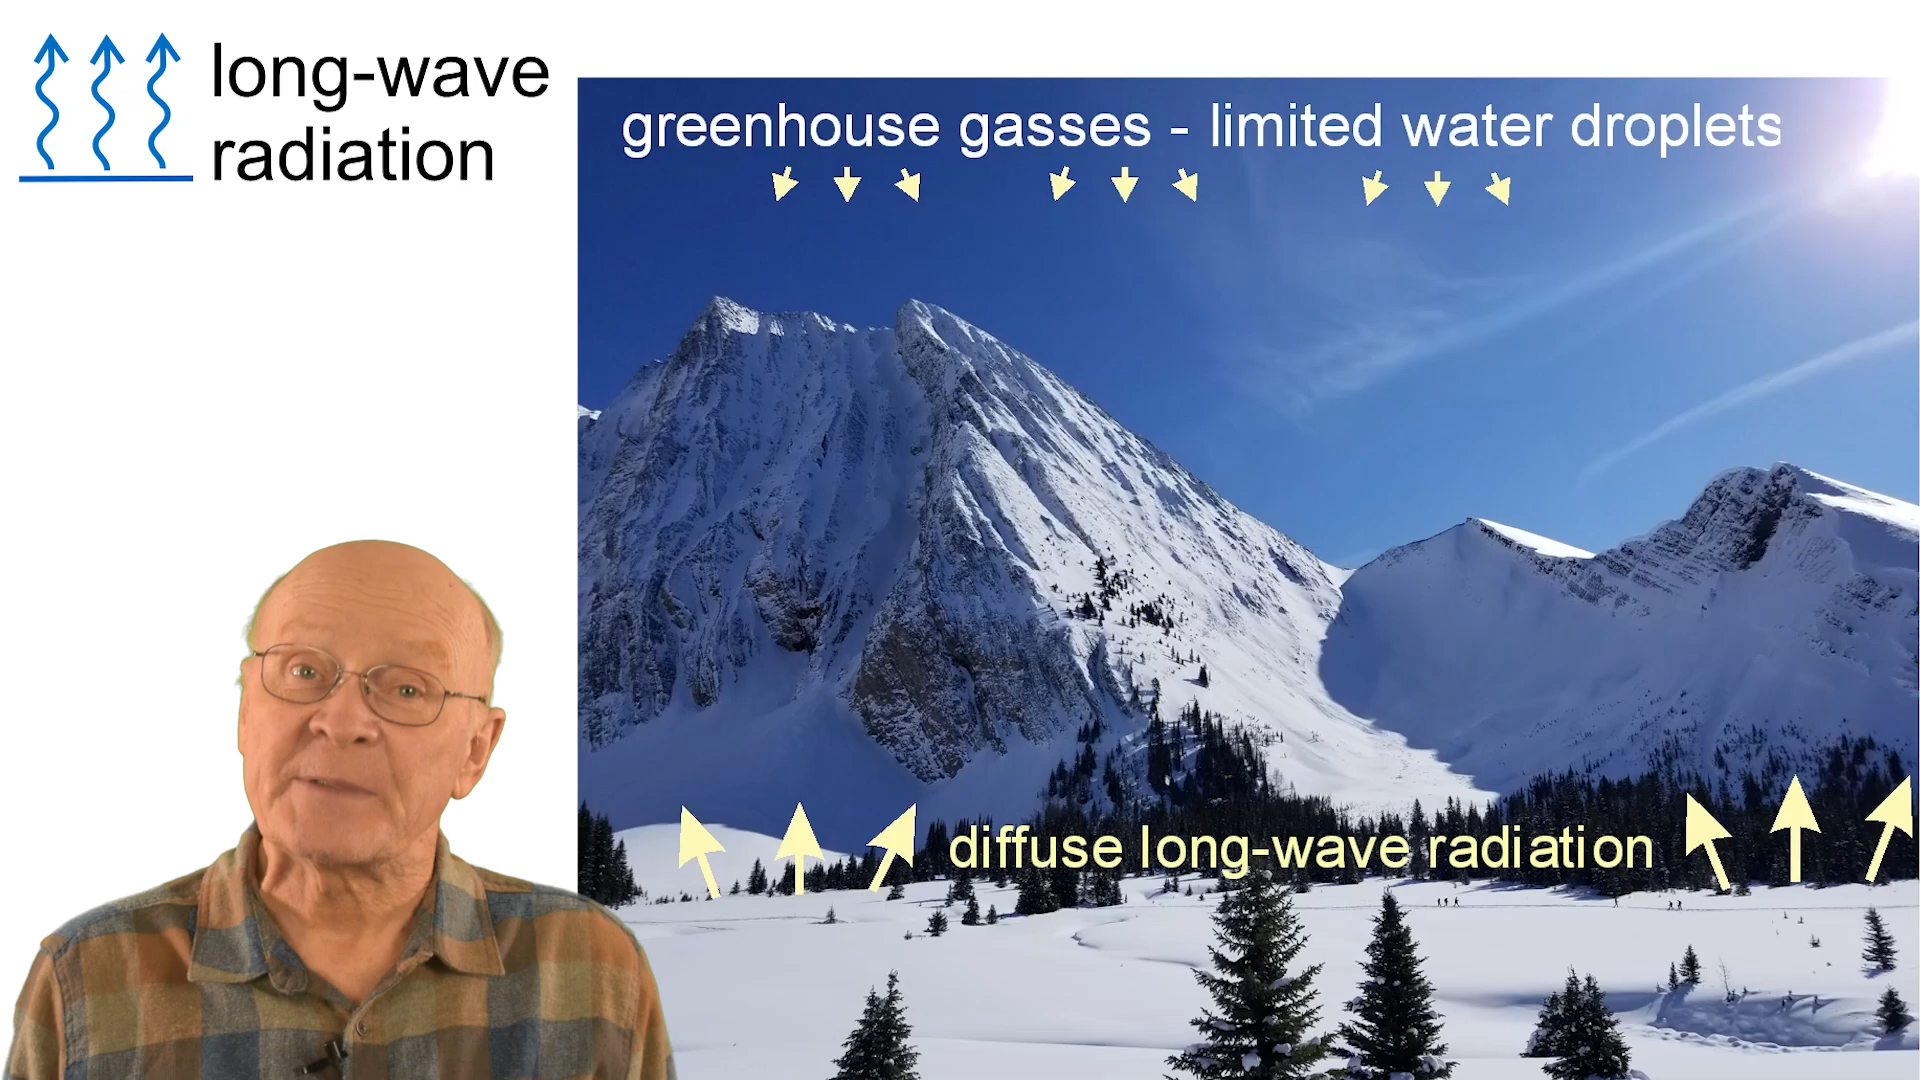 long-wave
radiation
greenhouse gasses - limited water droplets
diffuse long-wave radiation